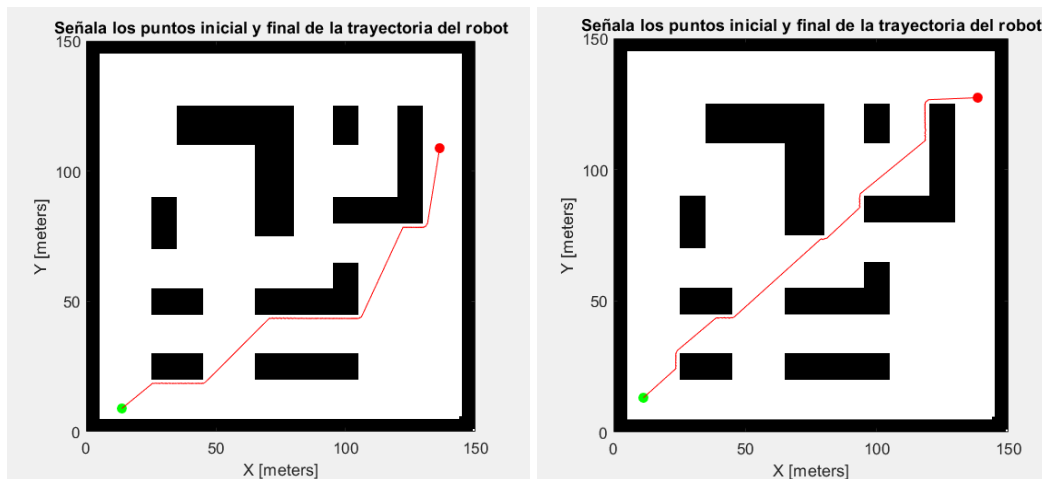 Señala los puntos inicial y final de la trayectoria del robot
150
100
50
0
Y [meters]
0
50
100
150
X [meters]
Señala los puntos inicial y final de la trayectoria del robot
150
100
50
0
Y [meters]
0
50
100
150
X [meters]